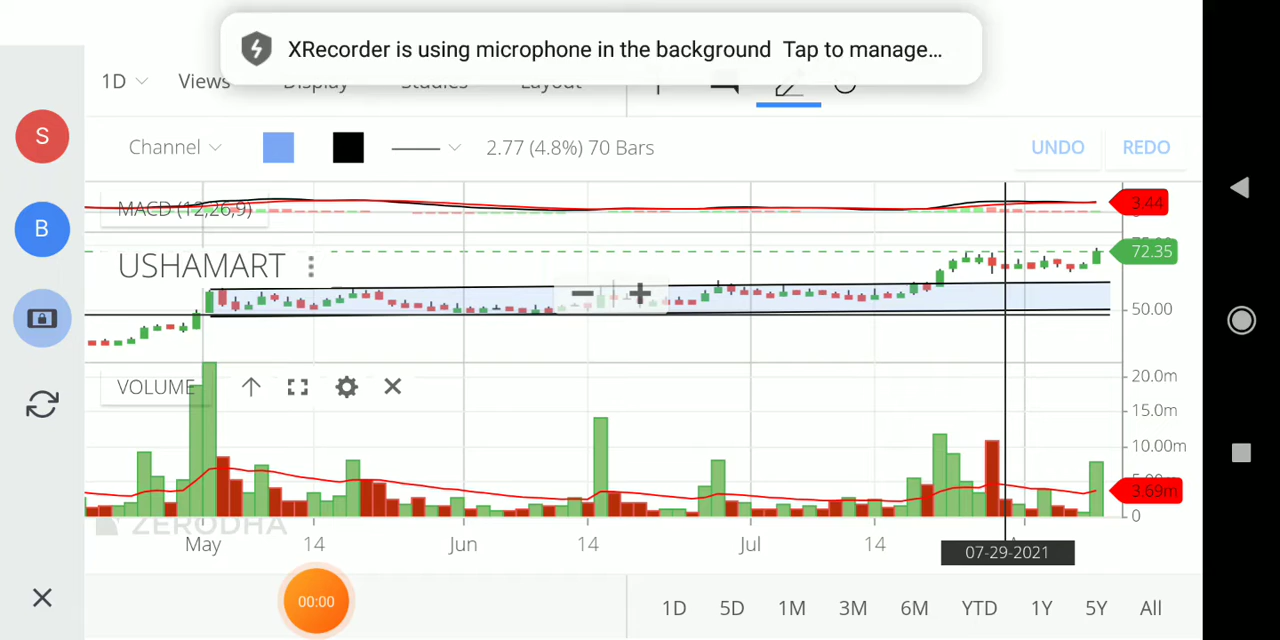 XRecorder is using microphone in the background Tap to manage...
1D Views Display Studies Layout
S
Channel 2.77 (4.8%) 70 Bars UNDO REDO
B
MACD (12,26,9) 3.44
USHAMART 72.35
50.00
VOLUME 20.0m
15.0m
10.00m
3.69m
ZERODHA 0
May 14 Jun 14 Jul 14
07-29-2021
00:00
1D 5D 1M 3M 6M YTD 1Y 5Y All